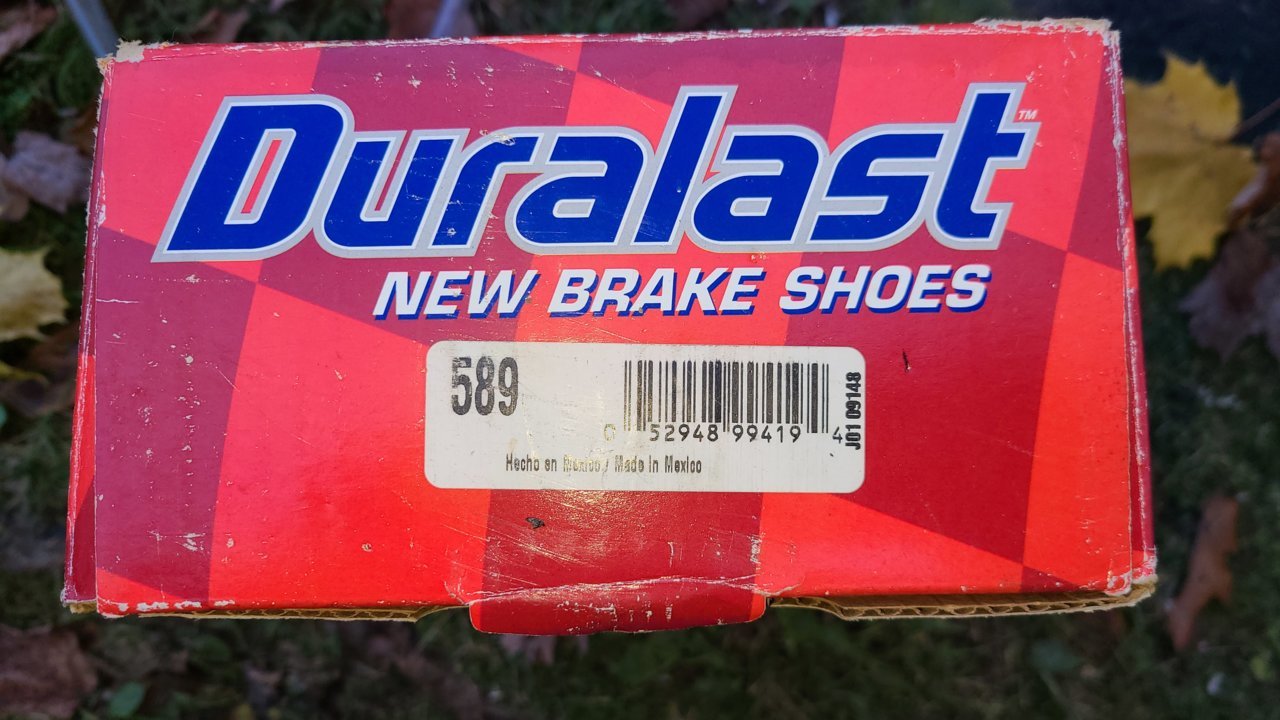 Duralast™
NEW BRAKE SHOES
589
0 52948 99419 4
J01 09148
Hecho en Mexico / Made in Mexico